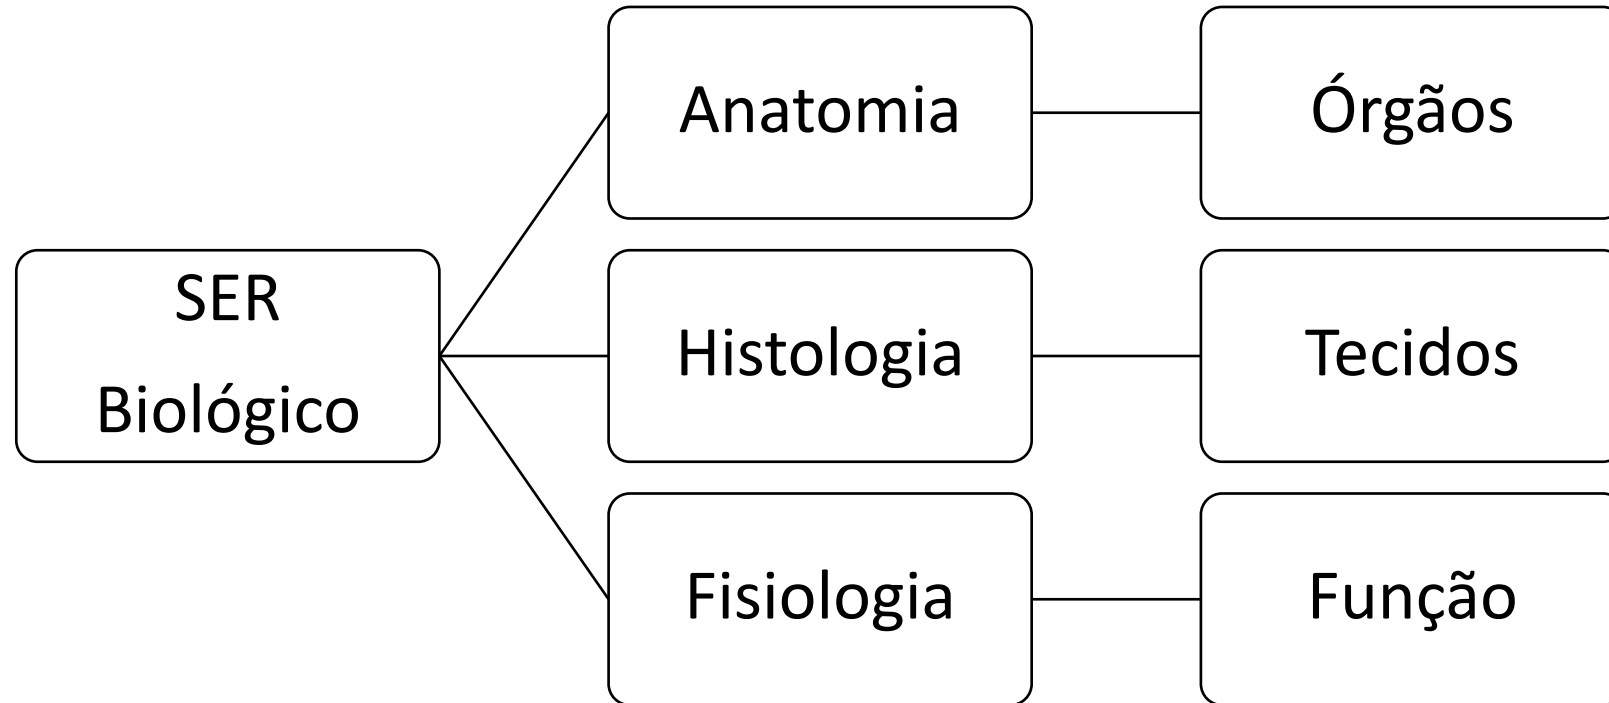 SER
Biológico
Anatomia
Órgãos
Histologia
Tecidos
Fisiologia
Função